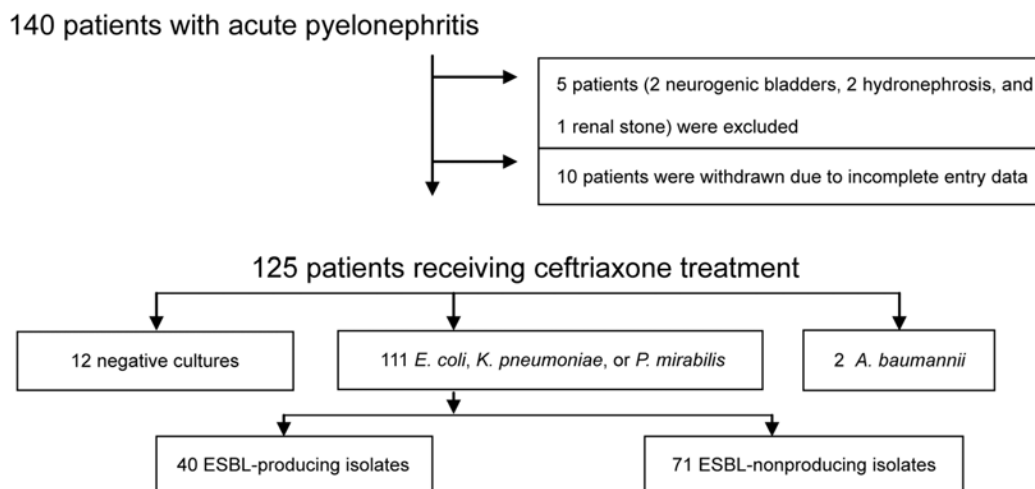 140 patients with acute pyelonephritis
5 patients (2 neurogenic bladders, 2 hydronephrosis, and
1 renal stone) were excluded
10 patients were withdrawn due to incomplete entry data
125 patients receiving ceftriaxone treatment
12 negative cultures
111 E. coli, K. pneumoniae, or P. mirabilis
2 A. baumannii
40 ESBL-producing isolates
71 ESBL-nonproducing isolates